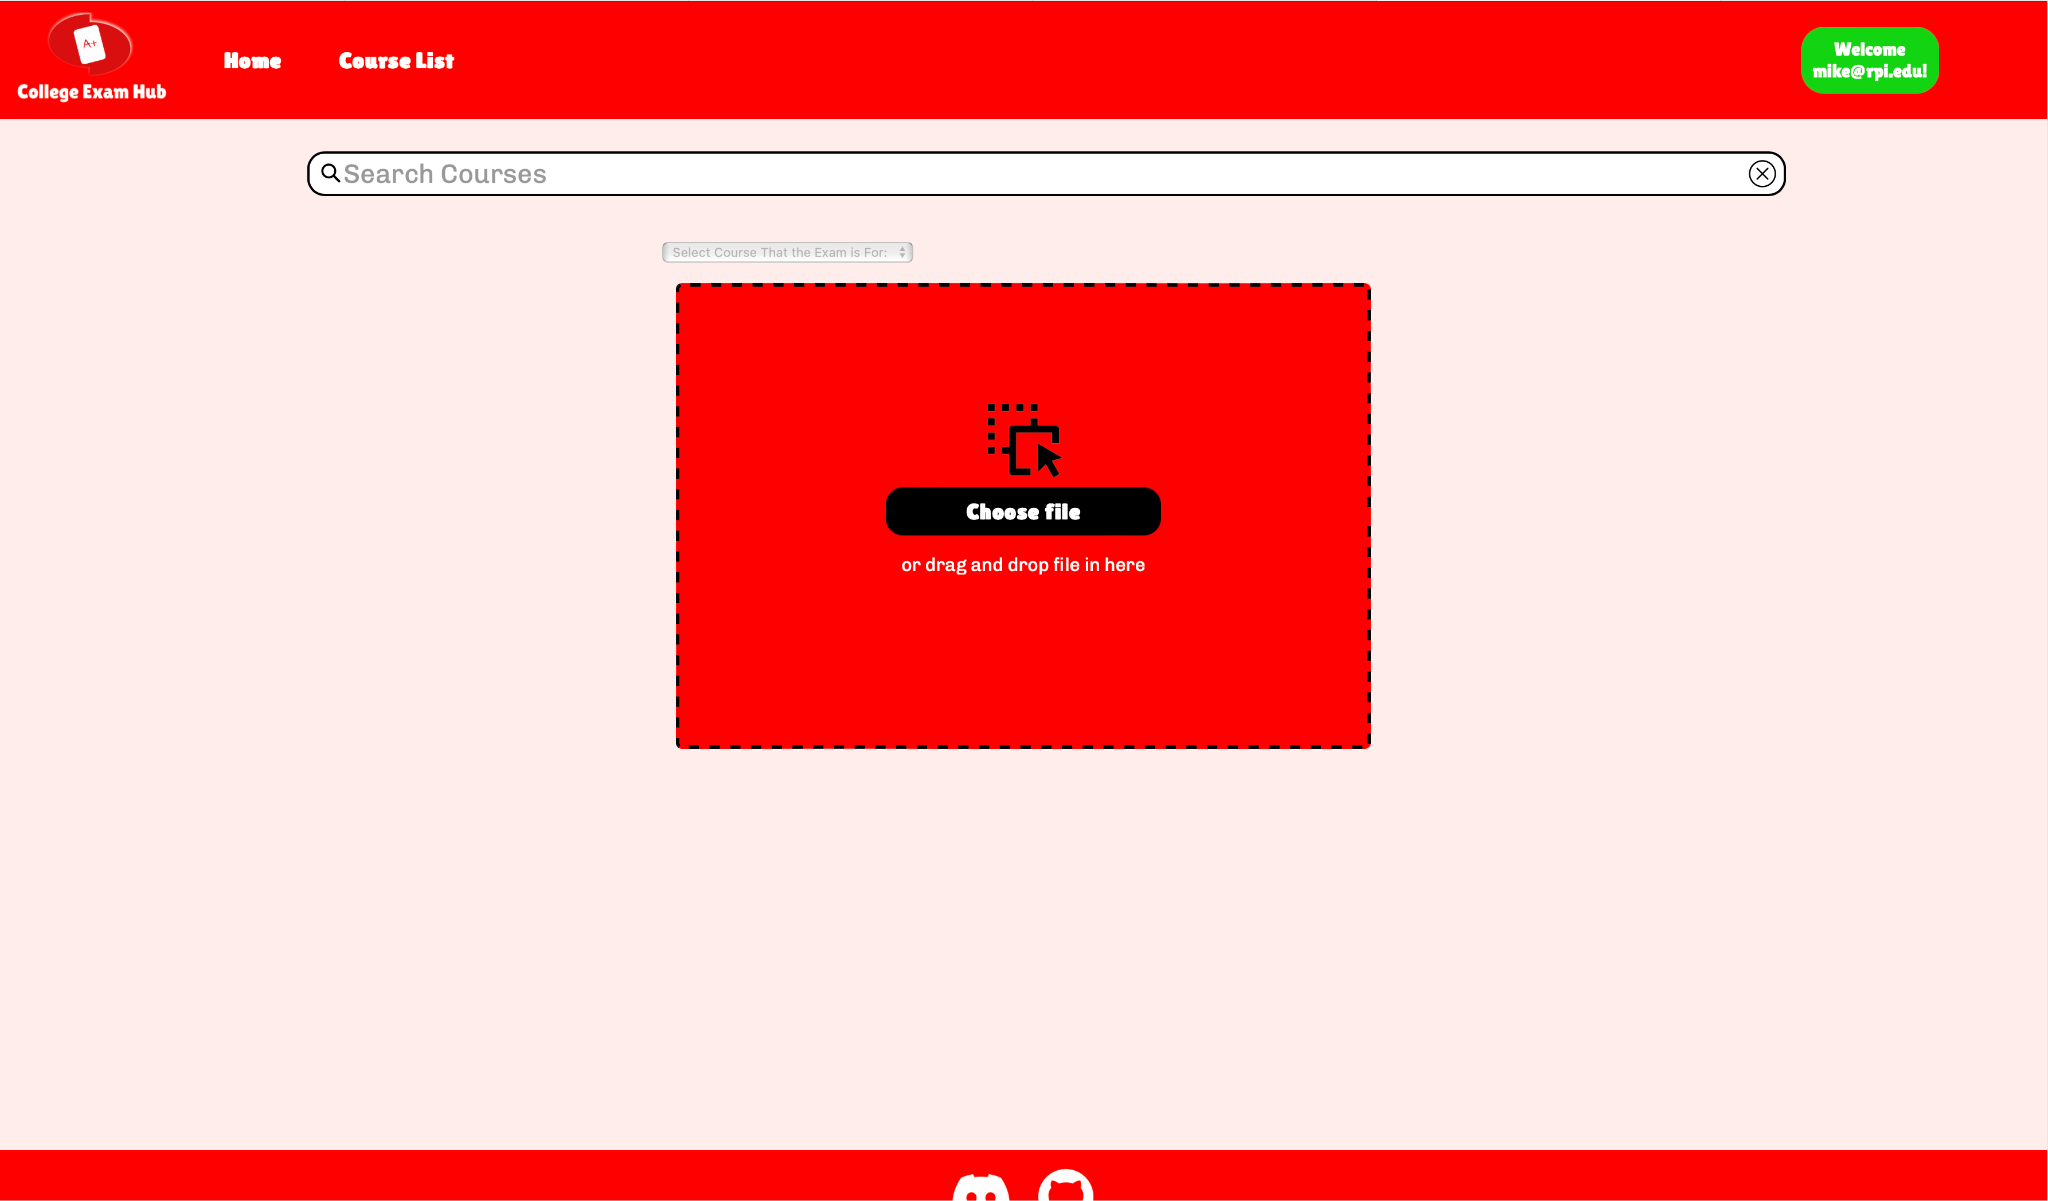 A+
College Exam Hub
Home
Course List
Welcome
mike@rpi.edu!
Search Courses
Select Course That the Exam is For:
Choose file
or drag and drop file in here